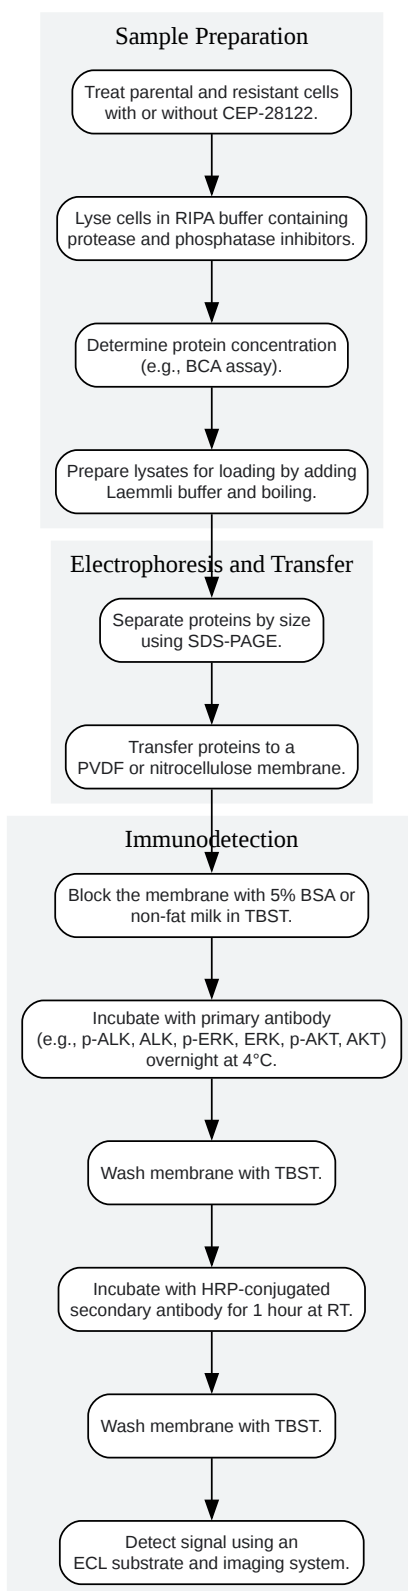 Sample Preparation
Treat parental and resistant cells
with or without CEP-28122.
Lyse cells in RIPA buffer containing
protease and phosphatase inhibitors.
Determine protein concentration
(e.g., BCA assay).
Prepare lysates for loading by adding
Laemmli buffer and boiling.
Electrophoresis and Transfer
Separate proteins by size
using SDS-PAGE.
Transfer proteins to a
PVDF or nitrocellulose membrane.
Immunodetection
Block the membrane with 5% BSA or
non-fat milk in TBST.
Incubate with primary antibody
(e.g., p-ALK, ALK, p-ERK, ERK, p-AKT, AKT)
overnight at 4°C.
Wash membrane with TBST.
Incubate with HRP-conjugated
secondary antibody for 1 hour at RT.
Wash membrane with TBST.
Detect signal using an
ECL substrate and imaging system.